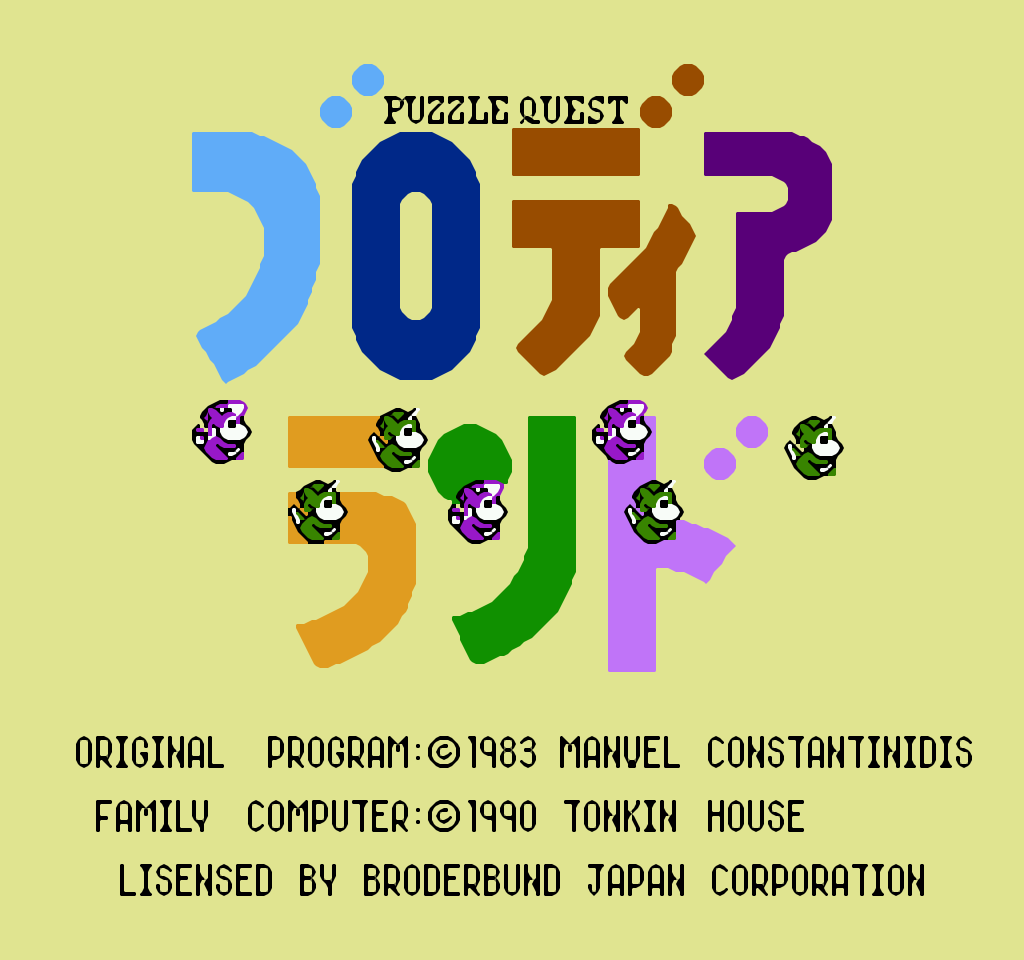 PUZZLE QUEST
フロディア
ランド
ORIGINAL PROGRAM:©1983 MANUEL CONSTANTINIDIS
FAMILY COMPUTER:©1990 TONKIN HOUSE
LISENSED BY BRODERBUND JAPAN CORPORATION